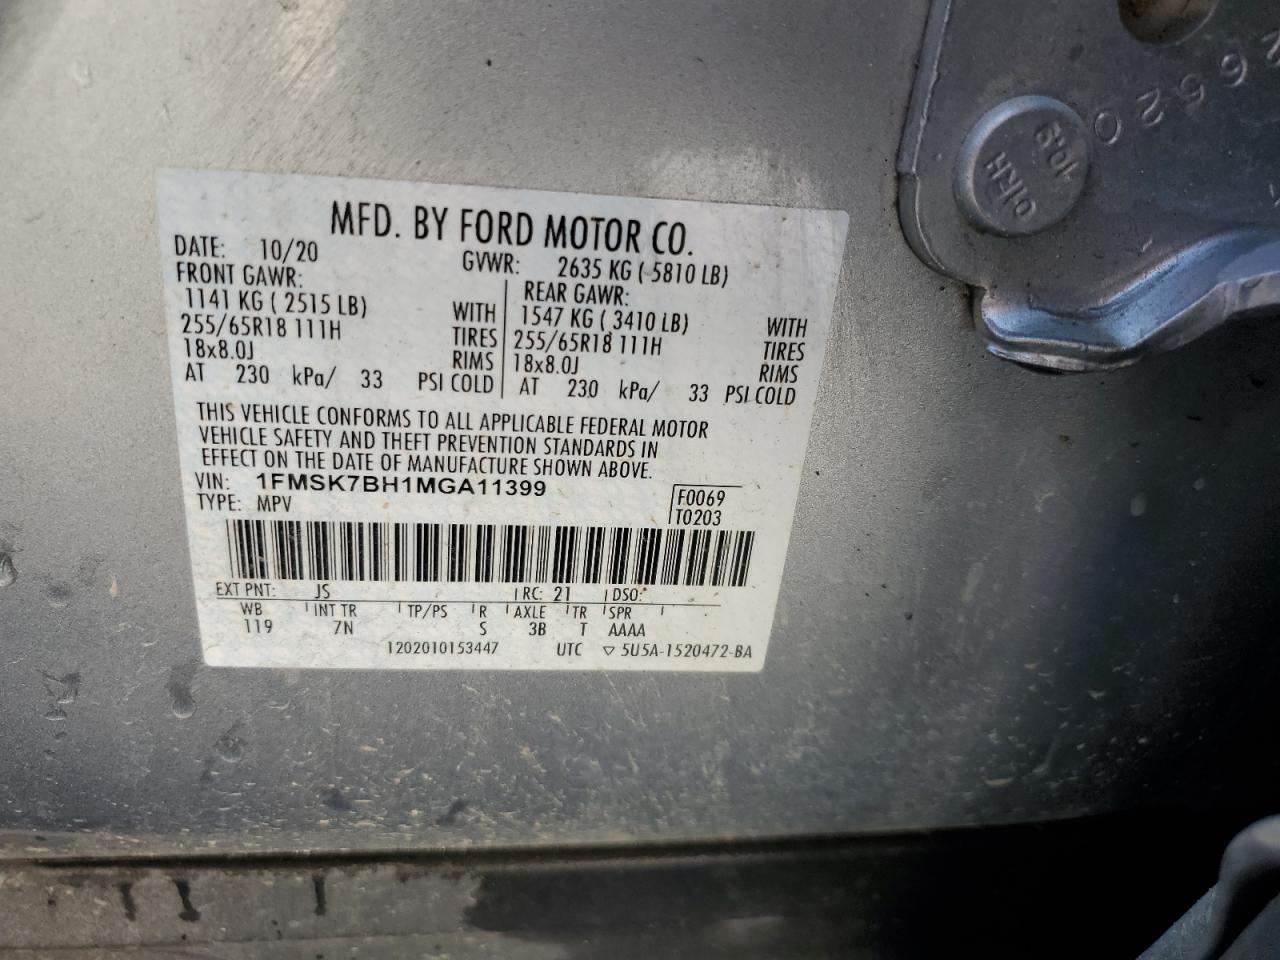 MFD. BY FORD MOTOR CO.
DATE: 10/20 GVWR: 2635 KG ( 5810 LB)
FRONT GAWR: REAR GAWR:
1141 KG ( 2515 LB) WITH 1547 KG ( 3410 LB) WITH
255/65R18 111H TIRES 255/65R18 111H TIRES
18x8.0J RIMS 18x8.0J RIMS
AT 230 kPa/ 33 PSI COLD AT 230 kPa/ 33 PSI COLD
THIS VEHICLE CONFORMS TO ALL APPLICABLE FEDERAL MOTOR
VEHICLE SAFETY AND THEFT PREVENTION STANDARDS IN
EFFECT ON THE DATE OF MANUFACTURE SHOWN ABOVE.
VIN: 1FMSK7BH1MGA11399
TYPE: MPV
F0069
T0203
EXT PNT: JS RC: 21 DSO:
WB INT TR TP/PS R AXLE TR SPR
119 7N S 3B T AAAA
1202010153447 UTC ▽ 5U5A-1520472-BA
10.9